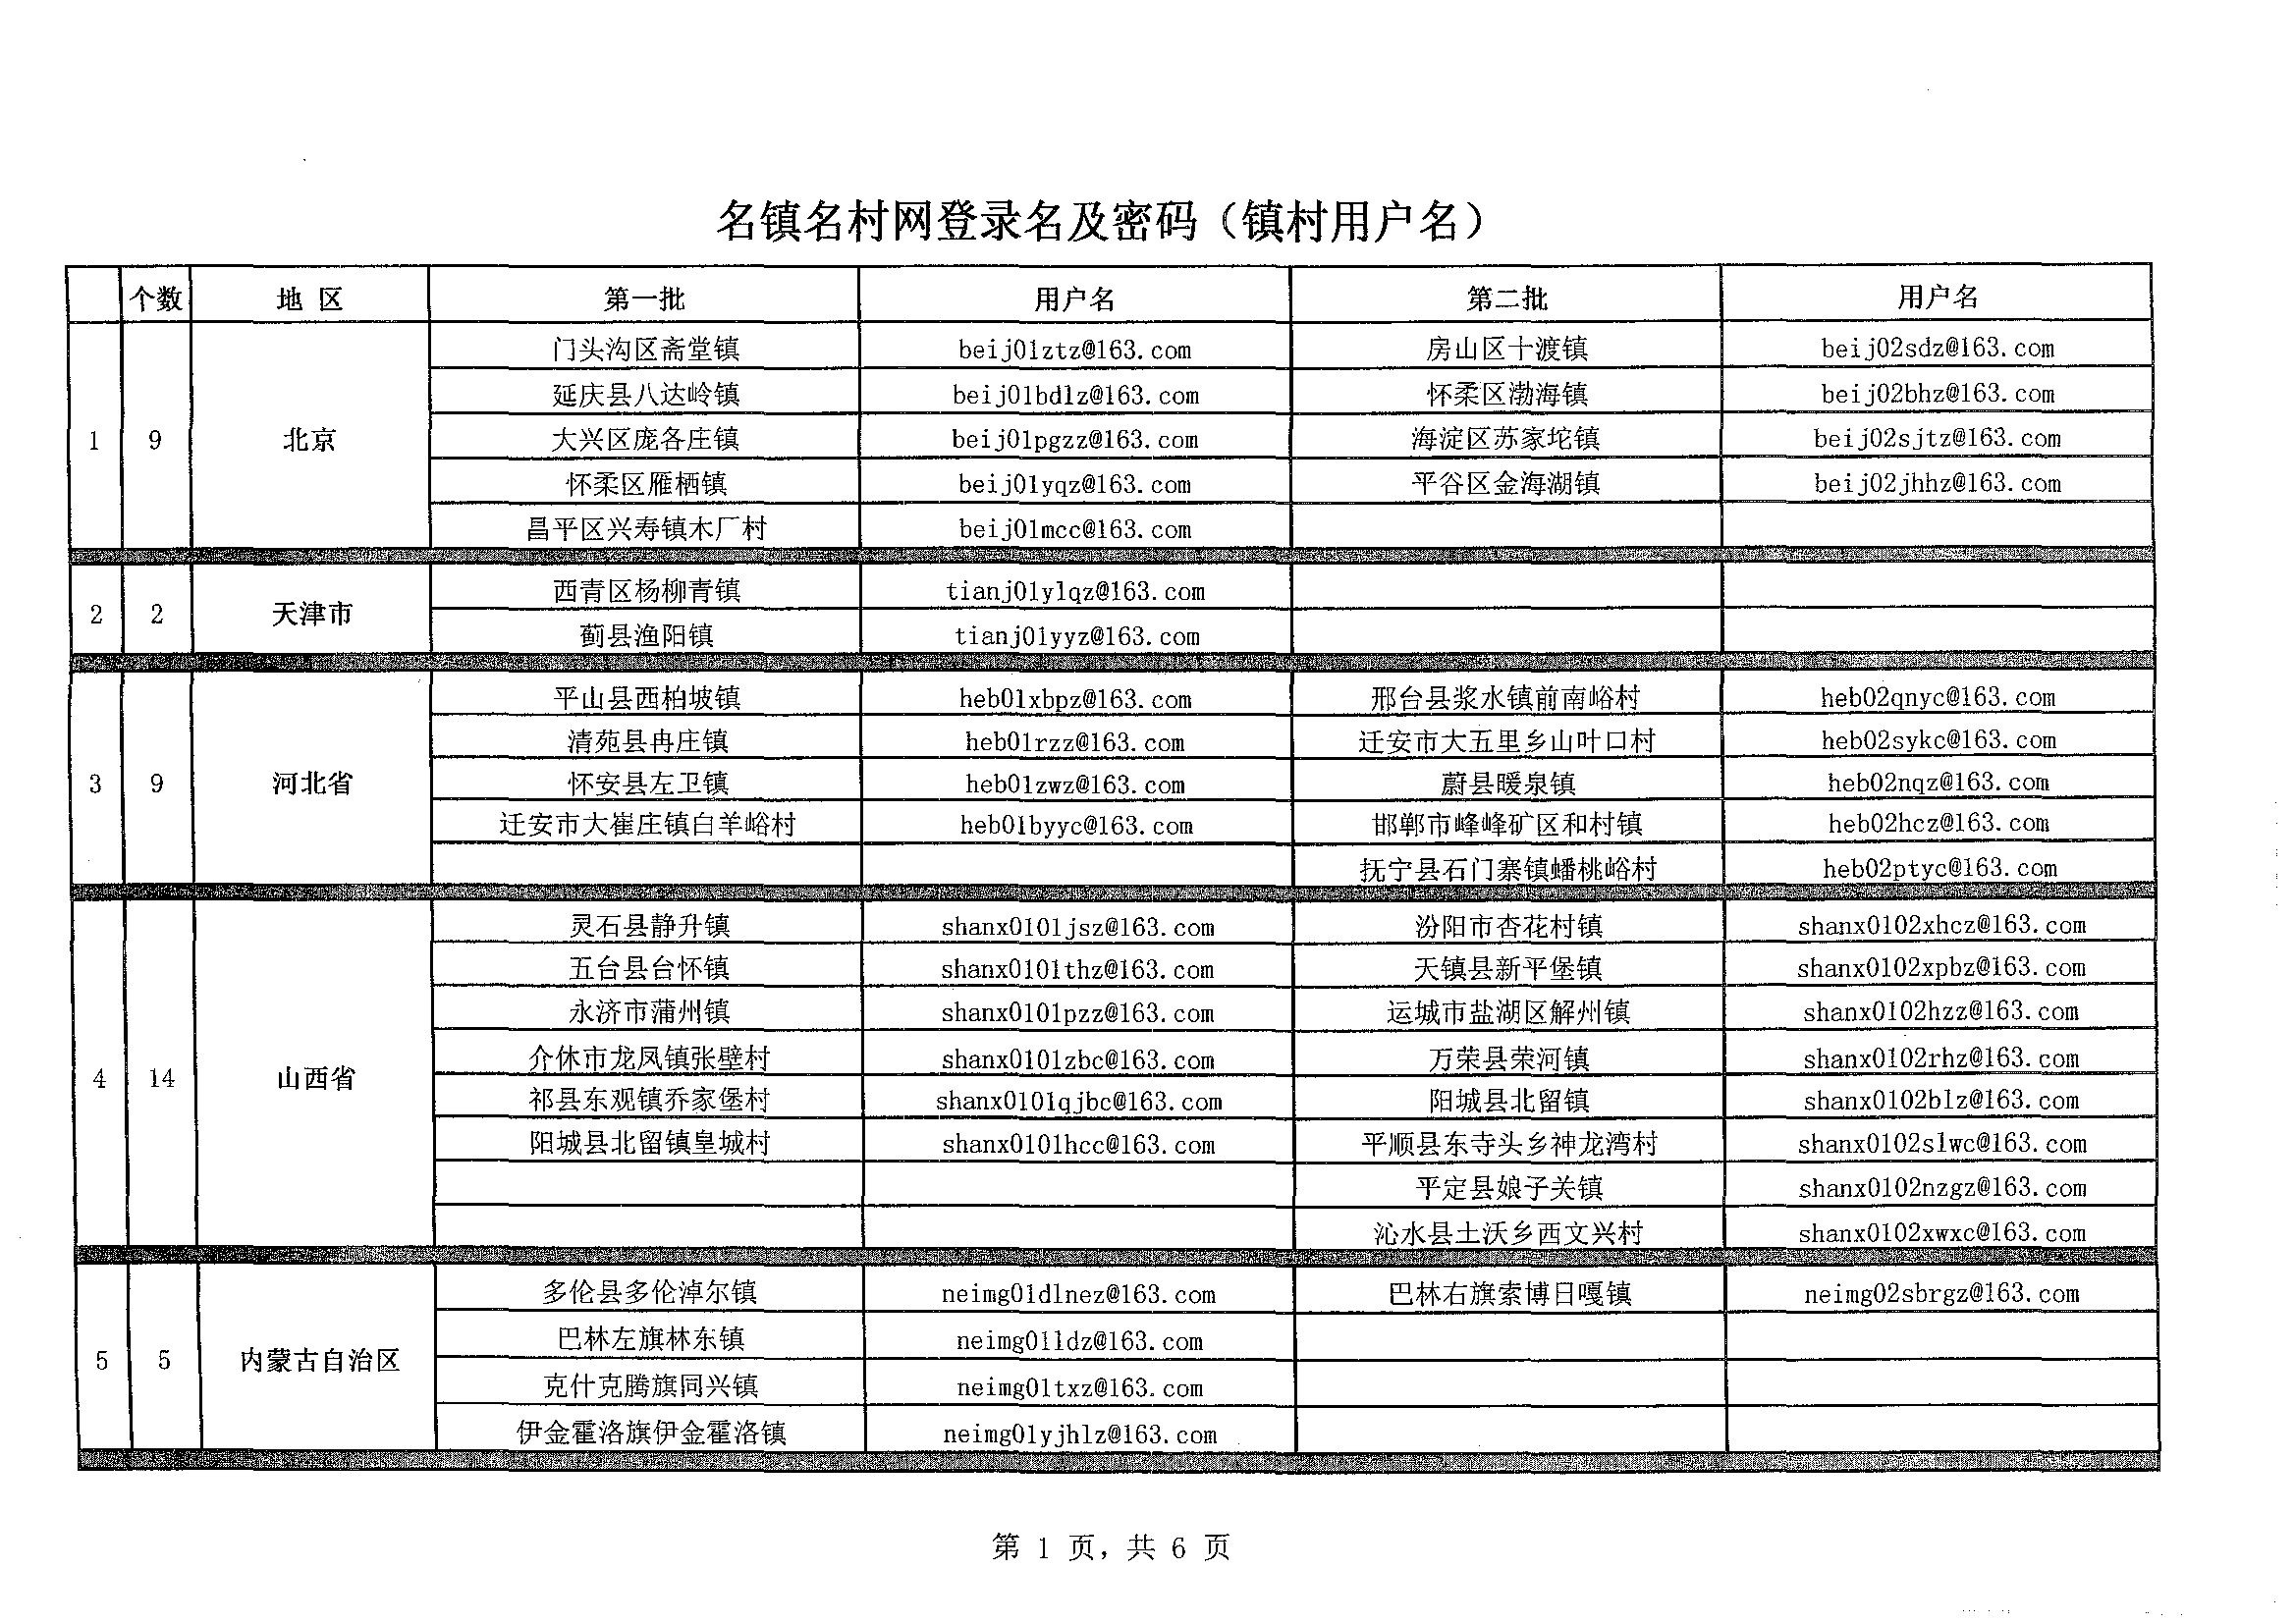 名镇名村网登录名及密码（镇村用户名）
个数 地 区 第一批 用户名 第二批 用户名
门头沟区斋堂镇 beij01ztz@163.com 房山区十渡镇 beij02sdz@163.com
延庆县八达岭镇 beij01bdlz@163.com 怀柔区渤海镇 beij02bhz@163.com
1 9 北京 大兴区庞各庄镇 beij01pgzz@163.com 海淀区苏家坨镇 beij02sjtz@163.com
怀柔区雁栖镇 beij01yqz@163.com 平谷区金海湖镇 beij02jhhz@163.com
昌平区兴寿镇木厂村 beij01mcc@163.com
2 2 天津市 西青区杨柳青镇 tianj01ylqz@163.com
蓟县渔阳镇 tianj01yyz@163.com
平山县西柏坡镇 heb01xbpz@163.com 邢台县浆水镇前南峪村 heb02qnyc@163.com
清苑县冉庄镇 heb01rzz@163.com 迁安市大五里乡山叶口村 heb02sykc@163.com
3 9 河北省 怀安县左卫镇 heb01zwz@163.com 蔚县暖泉镇 heb02nqz@163.com
迁安市大崔庄镇白羊峪村 heb01byyc@163.com 邯郸市峰峰矿区和村镇 heb02hcz@163.com
抚宁县石门寨镇蟠桃峪村 heb02ptyc@163.com
灵石县静升镇 shanx0101jsz@163.com 汾阳市杏花村镇 shanx0102xhcz@163.com
五台县台怀镇 shanx0101thz@163.com 天镇县新平堡镇 shanx0102xpbz@163.com
永济市蒲州镇 shanx0101pzz@163.com 运城市盐湖区解州镇 shanx0102hzz@163.com
4 14 山西省 介休市龙凤镇张壁村 shanx0101zbc@163.com 万荣县荣河镇 shanx0102rhz@163.com
祁县东观镇乔家堡村 shanx0101qjbc@163.com 阳城县北留镇 shanx0102blz@163.com
阳城县北留镇皇城村 shanx0101hcc@163.com 平顺县东寺头乡神龙湾村 shanx0102slwc@163.com
平定县娘子关镇 shanx0102nzgz@163.com
沁水县土沃乡西文兴村 shanx0102xwxc@163.com
多伦县多伦淖尔镇 neimg01dlnez@163.com 巴林右旗索博日嘎镇 neimg02sbrgz@163.com
巴林左旗林东镇 neimg01ldz@163.com
5 5 内蒙古自治区 克什克腾旗同兴镇 neimg01txz@163.com
伊金霍洛旗伊金霍洛镇 neimg01yjhlz@163.com
第 1 页，共 6 页